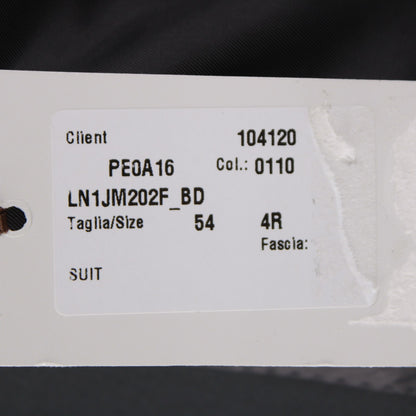 Client 104120
PE0A16 Col.: 0110
LN1JM202F_BD
Taglia/Size 54 4R
Fascia:
SUIT